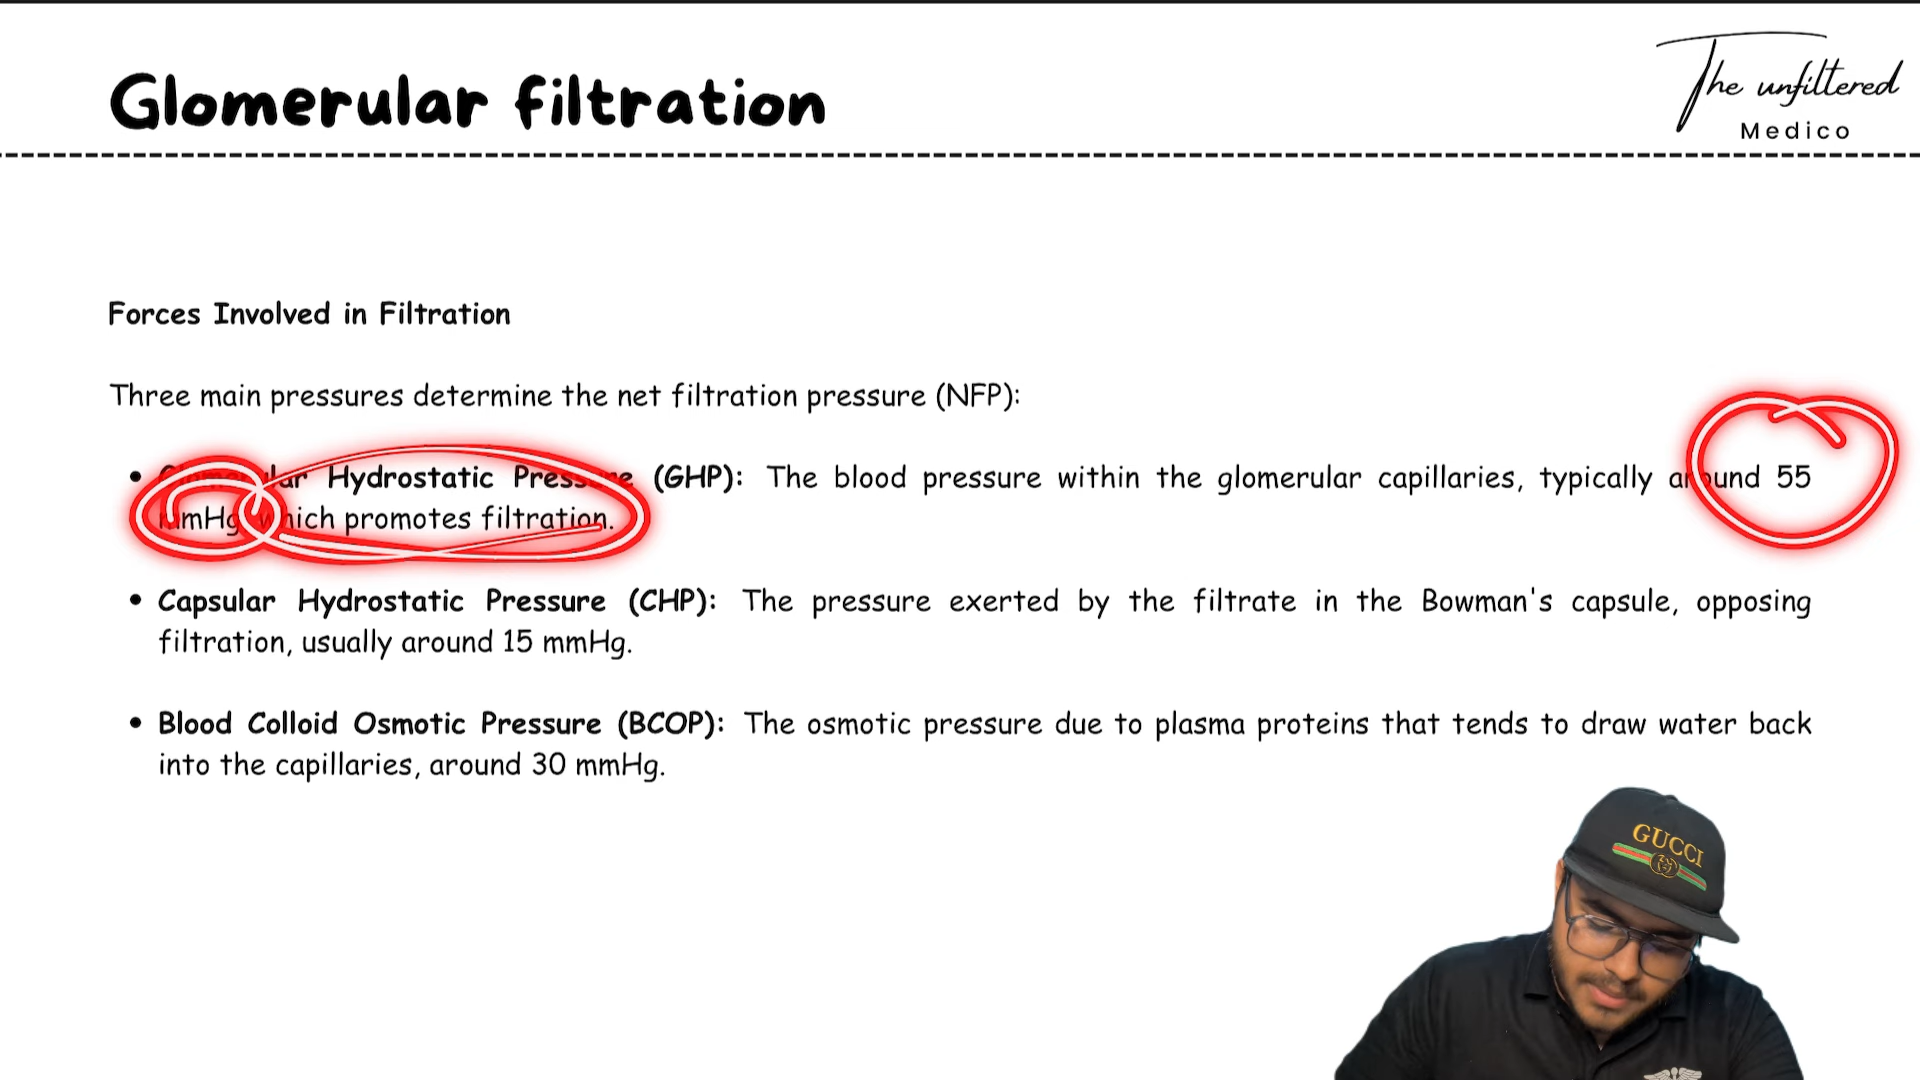 Glomerular filtration
The unfiltered
Medico
Forces Involved in Filtration
Three main pressures determine the net filtration pressure (NFP):
• Glomerular Hydrostatic Pressure (GHP): The blood pressure within the glomerular capillaries, typically around 55
mmHg, which promotes filtration.
• Capsular Hydrostatic Pressure (CHP): The pressure exerted by the filtrate in the Bowman's capsule, opposing
filtration, usually around 15 mmHg.
• Blood Colloid Osmotic Pressure (BCOP): The osmotic pressure due to plasma proteins that tends to draw water back
into the capillaries, around 30 mmHg.
GUCCI